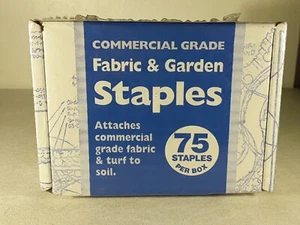 COMMERCIAL GRADE
Fabric & Garden
Staples
Attaches
commercial
grade fabric
& turf to
soil.
75
STAPLES
PER BOX